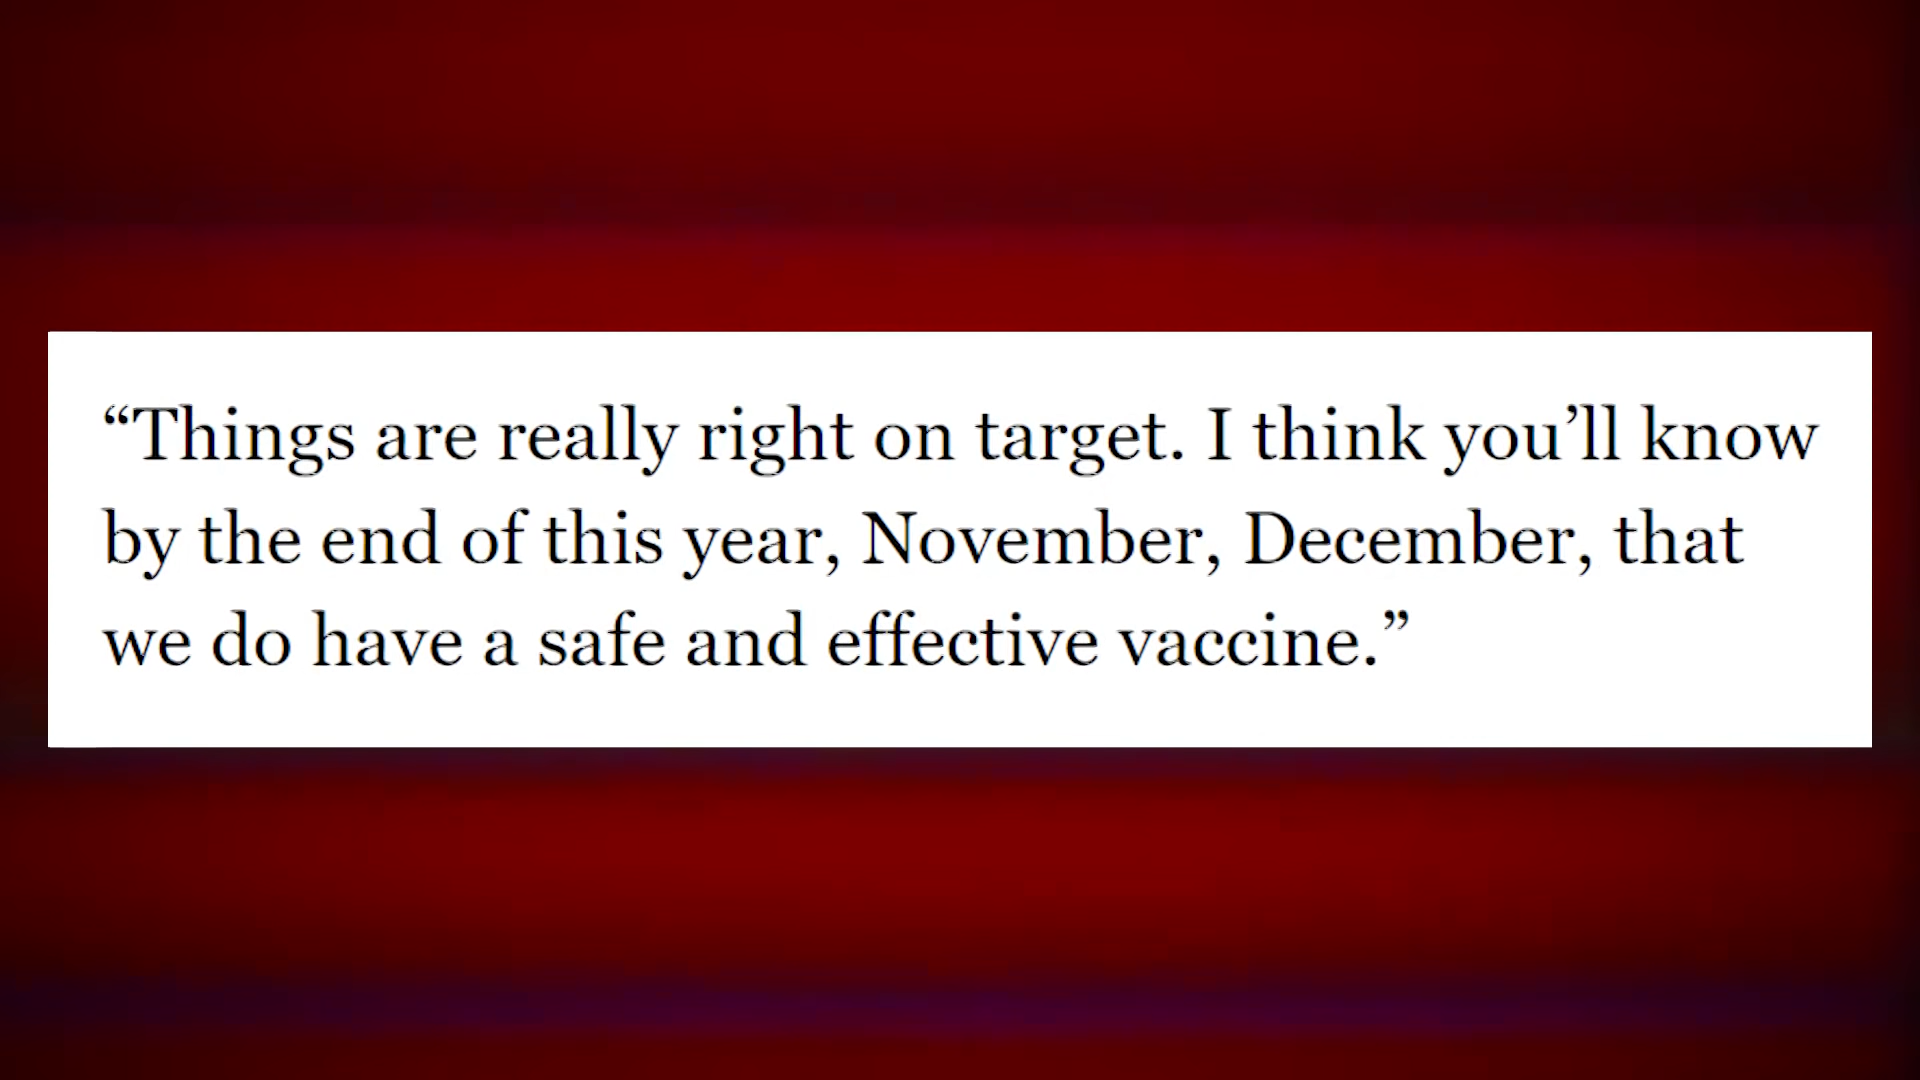 “Things are really right on target. I think you’ll know
by the end of this year, November, December, that
we do have a safe and effective vaccine.”